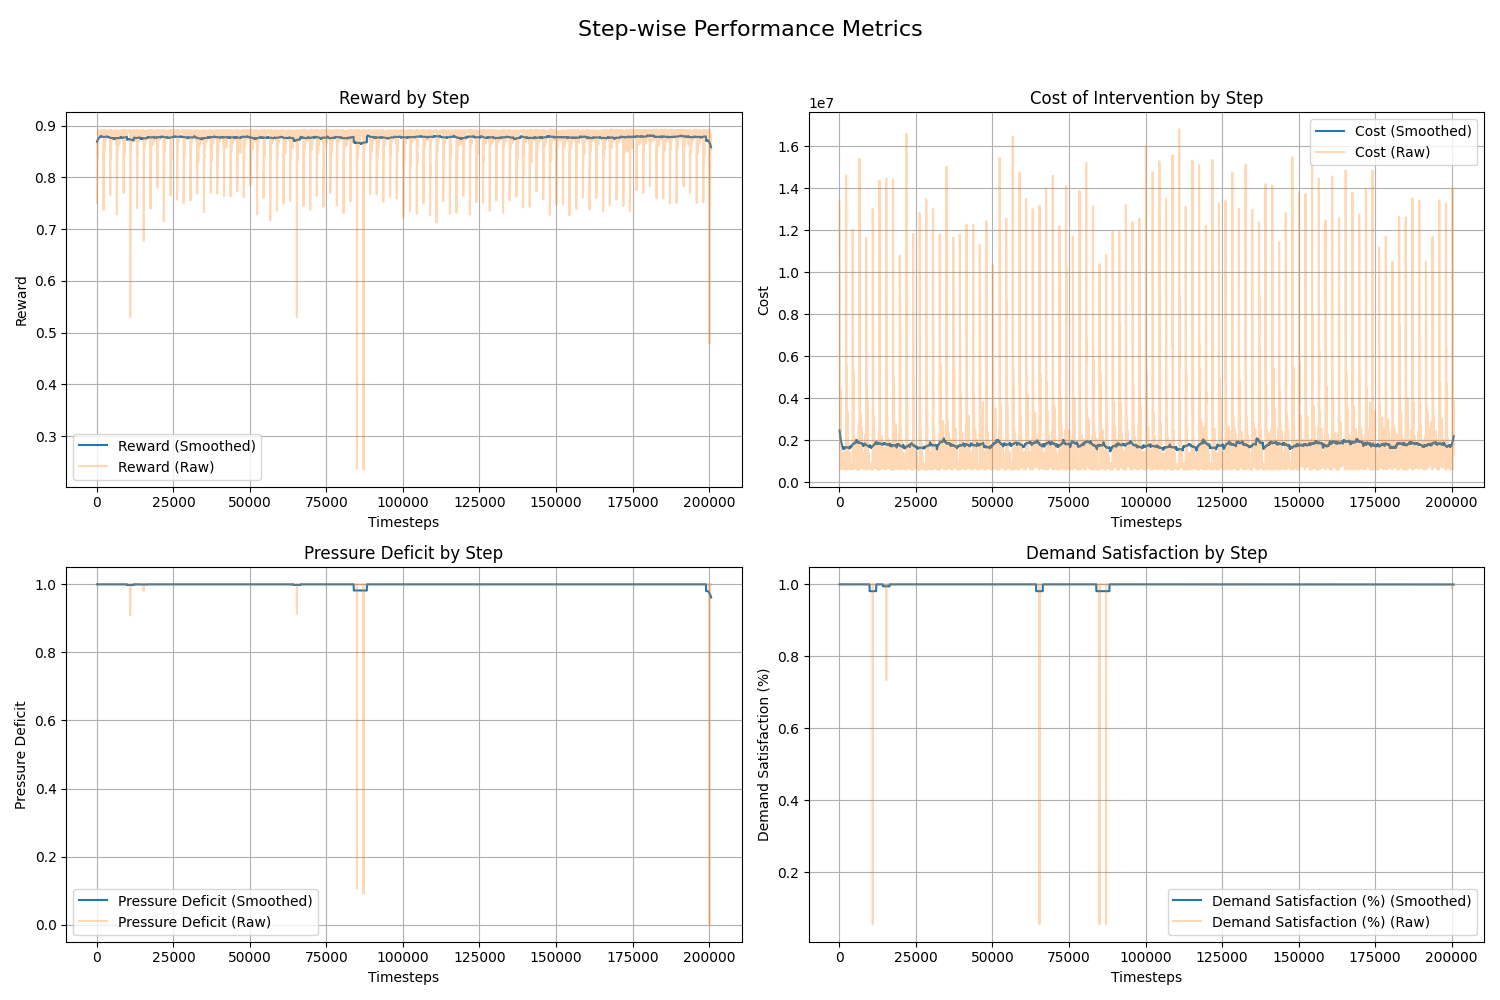 Step-wise Performance Metrics
Reward by Step
0.9
0.8
0.7
0.6
0.5
0.4
0.3
Reward
Reward (Smoothed)
Reward (Raw)
0 25000 50000 75000 100000 125000 150000 175000 200000
Timesteps
Cost of Intervention by Step
1e7
1.6
1.4
1.2
1.0
0.8
0.6
0.4
0.2
0.0
Cost
Cost (Smoothed)
Cost (Raw)
0 25000 50000 75000 100000 125000 150000 175000 200000
Timesteps
Pressure Deficit by Step
1.0
0.8
0.6
0.4
0.2
0.0
Pressure Deficit
Pressure Deficit (Smoothed)
Pressure Deficit (Raw)
0 25000 50000 75000 100000 125000 150000 175000 200000
Timesteps
Demand Satisfaction by Step
1.0
0.8
0.6
0.4
0.2
Demand Satisfaction (%)
Demand Satisfaction (%) (Smoothed)
Demand Satisfaction (%) (Raw)
0 25000 50000 75000 100000 125000 150000 175000 200000
Timesteps